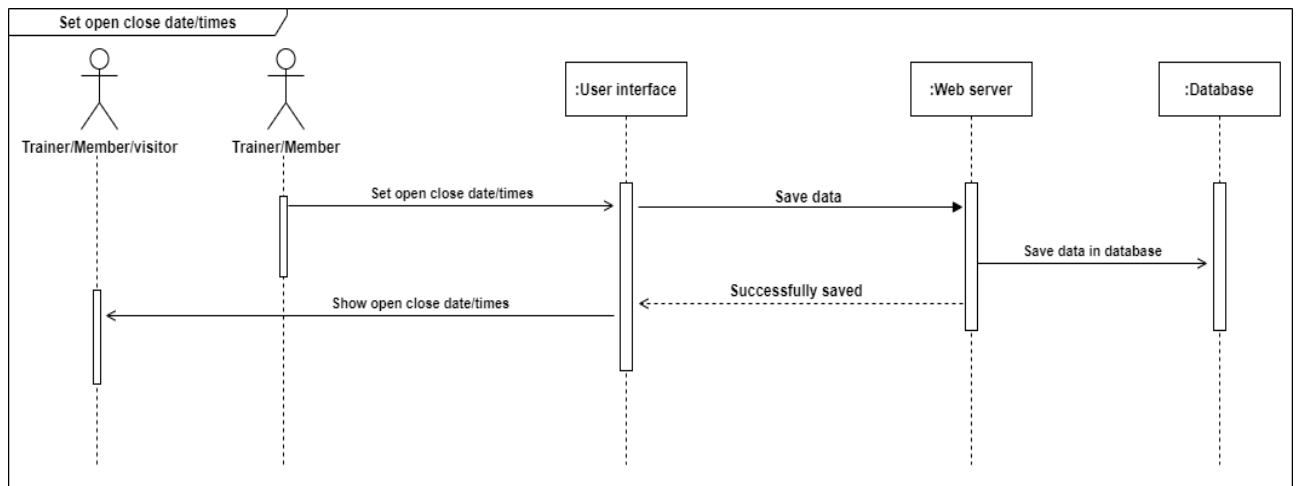 Set open close date/times
:User interface
:Web server
:Database
Trainer/Member/visitor
Trainer/Member
Set open close date/times
Save data
Save data in database
Successfully saved
Show open close date/times